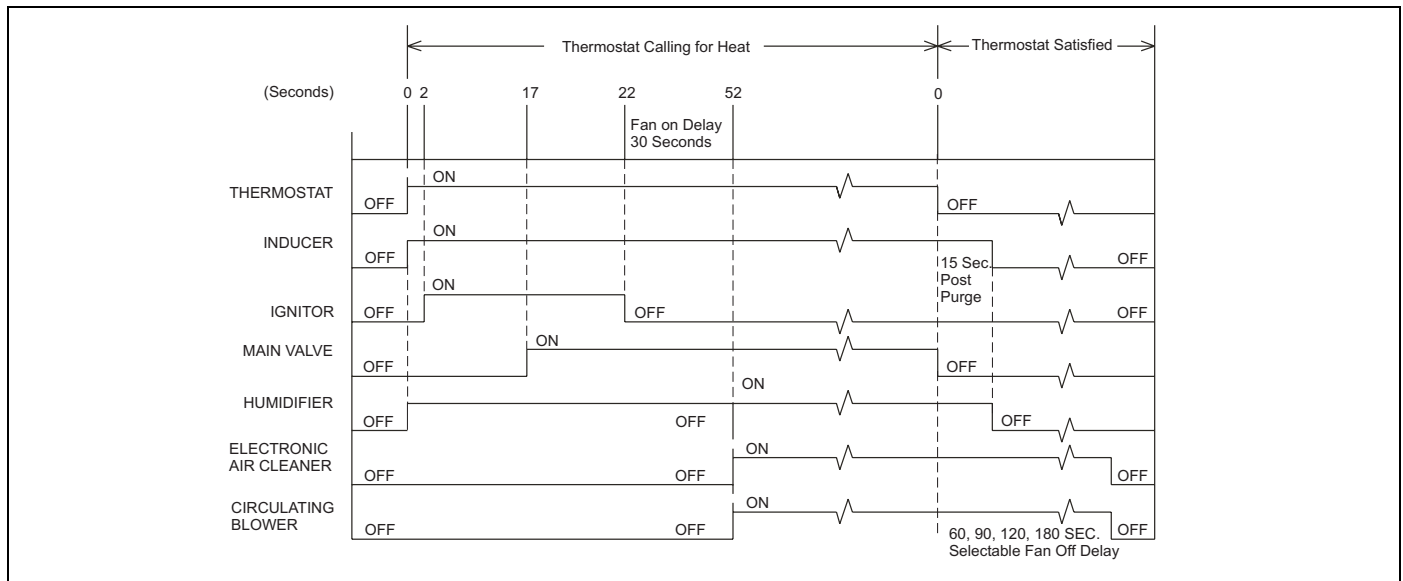 Thermostat Calling for Heat
Thermostat Satisfied
(Seconds) 0 2 17 22 52 0
Fan on Delay
30 Seconds
THERMOSTAT OFF ON OFF
INDUCER OFF ON OFF
15 Sec.
Post
Purge
IGNITOR OFF ON OFF OFF
MAIN VALVE OFF ON OFF
HUMIDIFIER OFF OFF ON OFF
ELECTRONIC
AIR CLEANER OFF OFF ON OFF
CIRCULATING
BLOWER OFF OFF ON OFF
60, 90, 120, 180 SEC.
Selectable Fan Off Delay